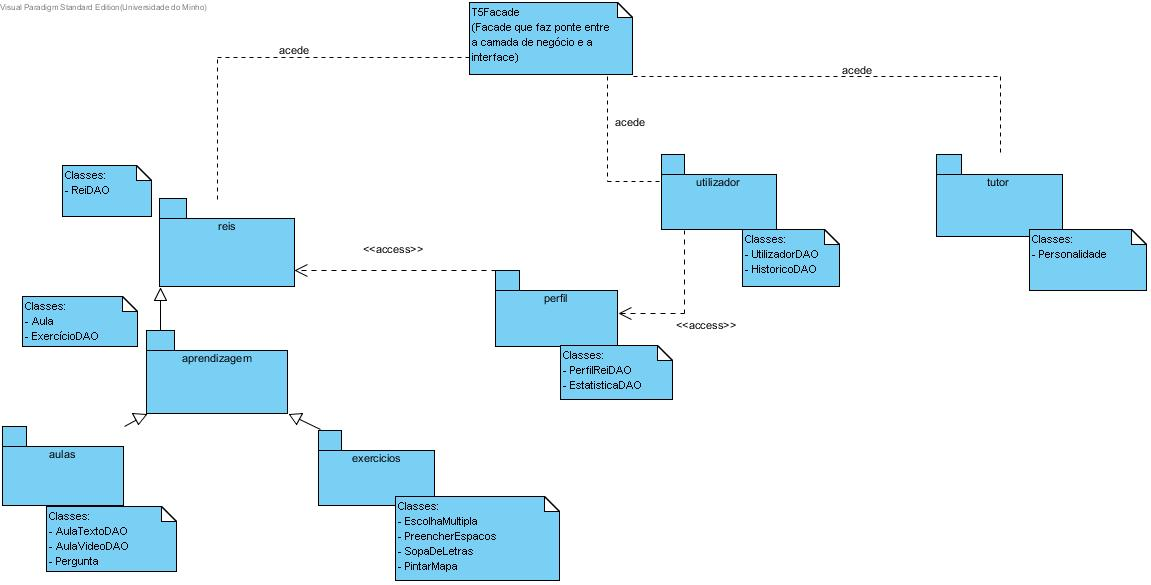 Visual Paradigm Standard Edition(Universidade do Minho)
T5Facade
(Facade que faz ponte entre
a camada de negócio e a
interface)
acede
acede
acede
Classes:
- ReiDAO
reis
utilizador
Classes:
- UtilizadorDAO
- HistoricoDAO
tutor
Classes:
- Personalidade
<<access>>
perfil
<<access>>
Classes:
- PerfilReiDAO
- EstatisticaDAO
Classes:
- Aula
- ExercícioDAO
aprendizagem
aulas
Classes:
- AulaTextoDAO
- AulaVideoDAO
- Pergunta
exercicios
Classes:
- EscolhaMultipla
- PreencherEspacos
- SopaDeLetras
- PintarMapa